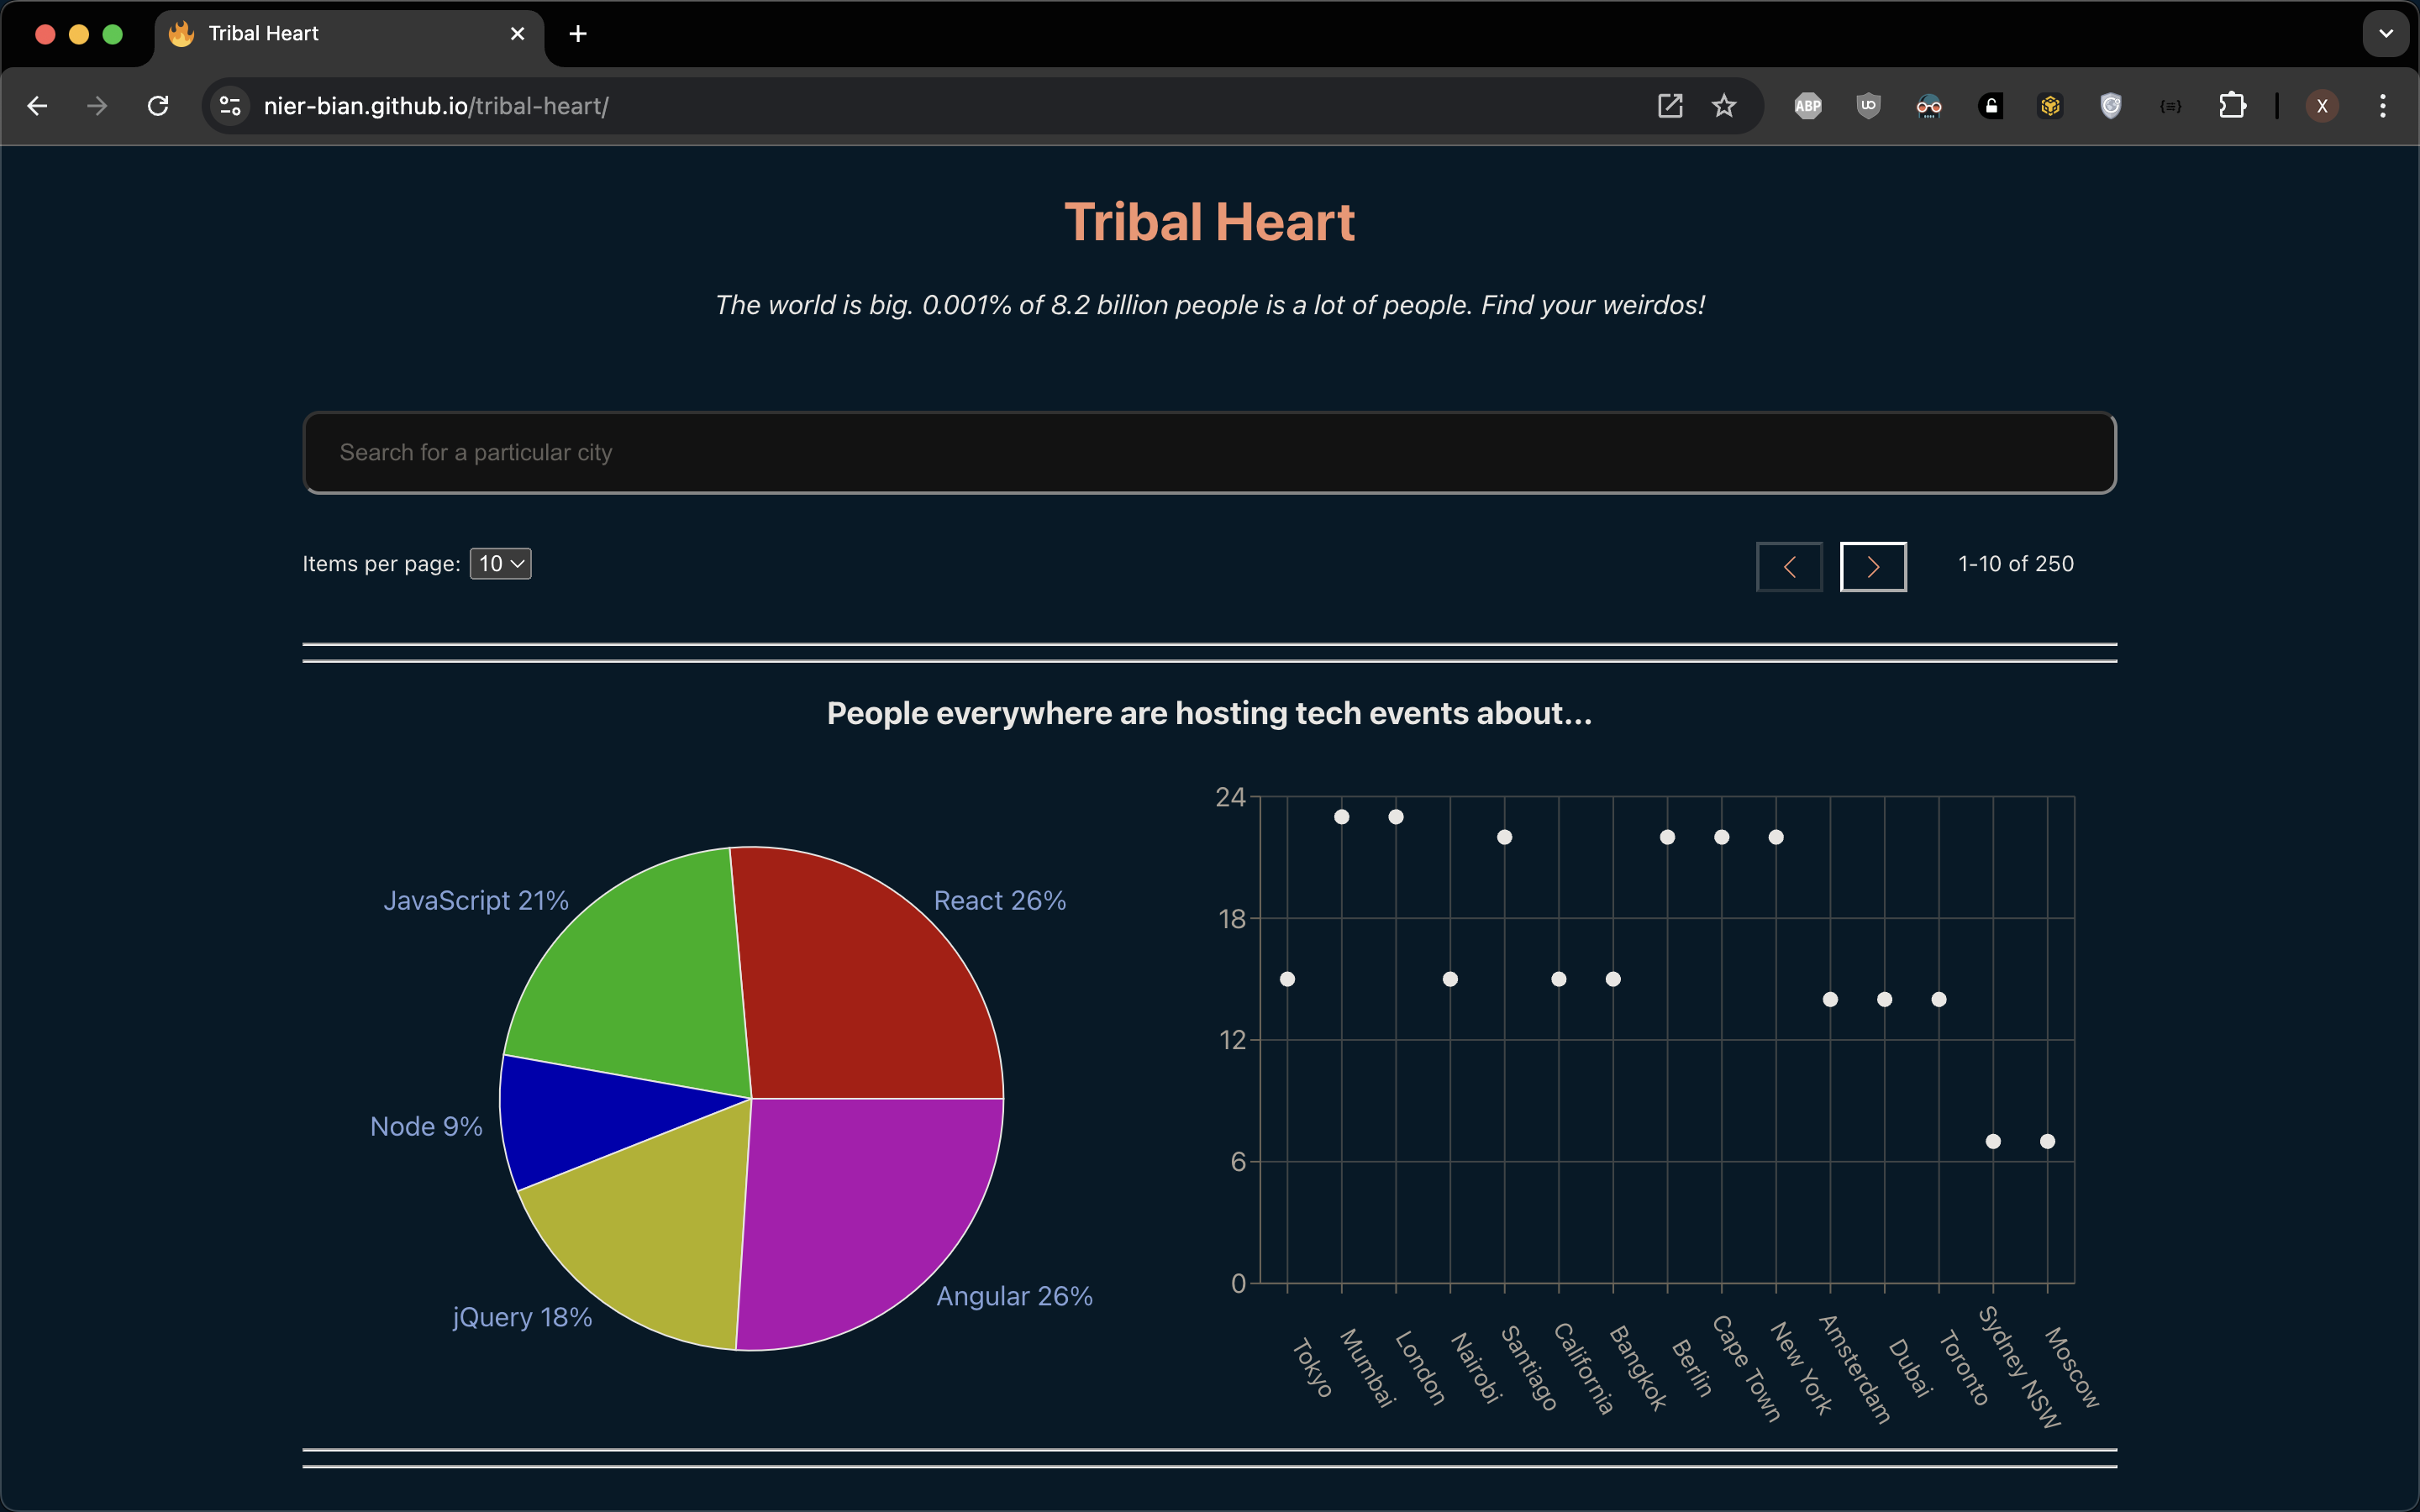 Tribal Heart
nier-bian.github.io/tribal-heart/
ABP
UO
{≡}
X
Tribal Heart
The world is big. 0.001% of 8.2 billion people is a lot of people. Find your weirdos!
Search for a particular city
Items per page: 10
1-10 of 250
People everywhere are hosting tech events about...
JavaScript 21%
React 26%
Node 9%
jQuery 18%
Angular 26%
24
18
12
6
0
Tokyo
Mumbai
London
Nairobi
Santiago
California
Bangkok
Berlin
Cape Town
New York
Amsterdam
Dubai
Toronto
Sydney NSW
Moscow